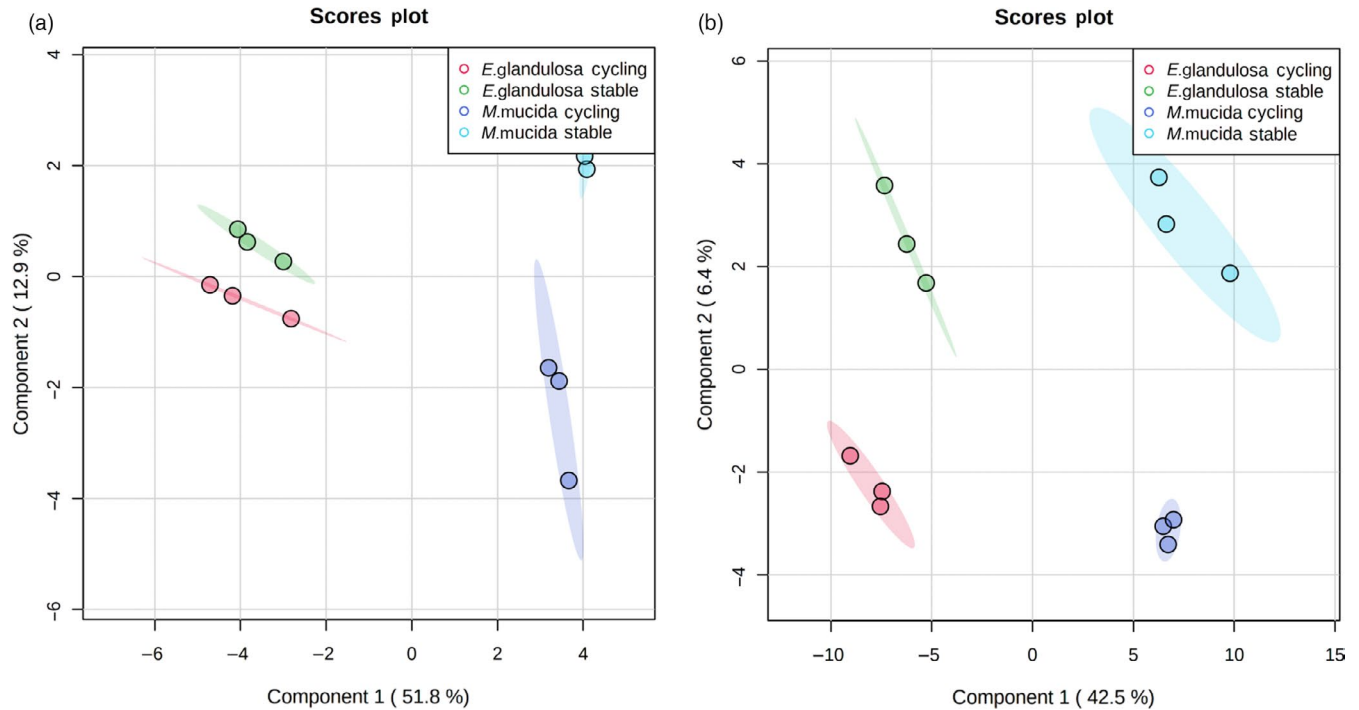 (a)
Scores plot
E.glandulosa cycling
E.glandulosa stable
M.mucida cycling
M.mucida stable
4
2
0
−2
−4
−6
Component 2 ( 12.9 %)
−6 −4 −2 0 2 4
Component 1 ( 51.8 %)
(b)
Scores plot
E.glandulosa cycling
E.glandulosa stable
M.mucida cycling
M.mucida stable
6
4
2
0
−2
−4
Component 2 ( 6.4 %)
−10 −5 0 5 10 15
Component 1 ( 42.5 %)